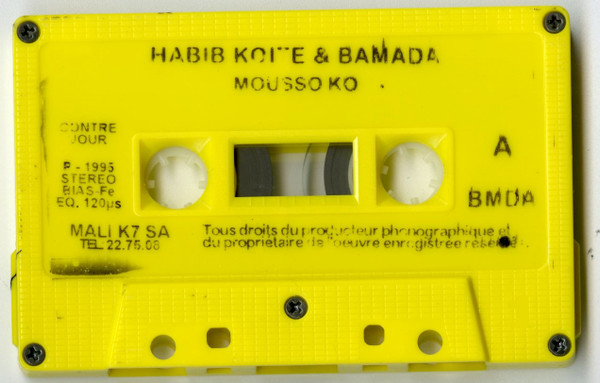 HABIB KOITE & BAMADA
MOUSSO KO
CONTRE
JOUR
P - 1995
STEREO
BIAS-Fe
EQ. 120µs
A
BMDA
MALI K7 SA
TEL. 22.75.08
Tous droits du producteur phonographique et
du propriétaire de l'oeuvre enregistrée